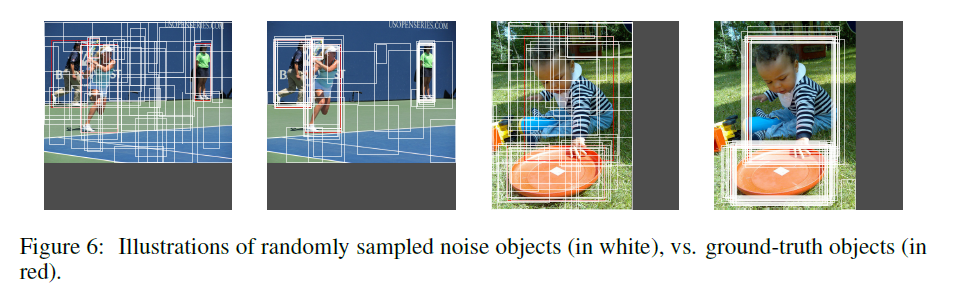 USOPENSERIES.COM
USOPENSERIES.COM
Figure 6: Illustrations of randomly sampled noise objects (in white), vs. ground-truth objects (in
red).